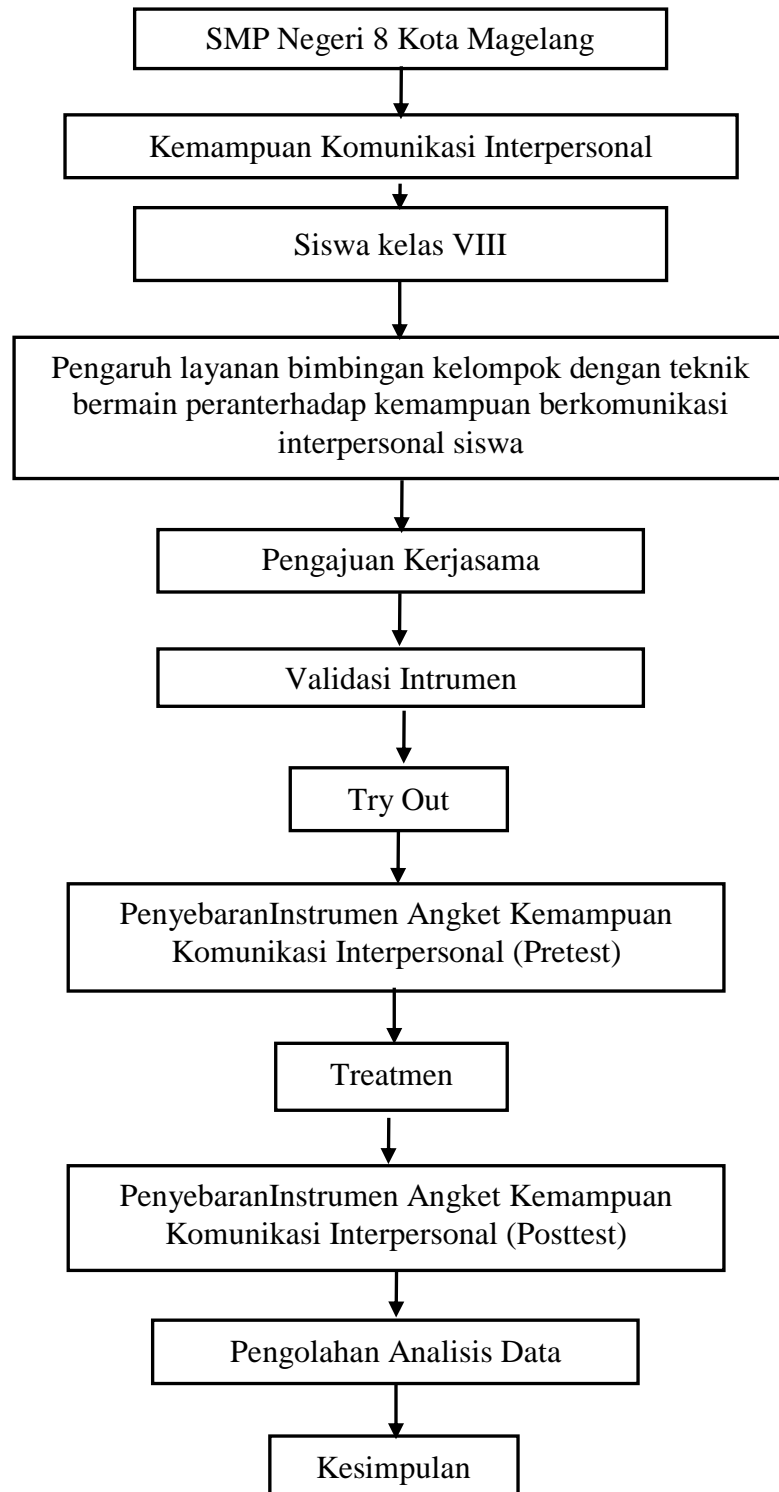 SMP Negeri 8 Kota Magelang
Kemampuan Komunikasi Interpersonal
Siswa kelas VIII
Pengaruh layanan bimbingan kelompok dengan teknik
bermain peranterhadap kemampuan berkomunikasi
interpersonal siswa
Pengajuan Kerjasama
Validasi Intrumen
Try Out
PenyebaranInstrumen Angket Kemampuan
Komunikasi Interpersonal (Pretest)
Treatmen
PenyebaranInstrumen Angket Kemampuan
Komunikasi Interpersonal (Posttest)
Pengolahan Analisis Data
Kesimpulan